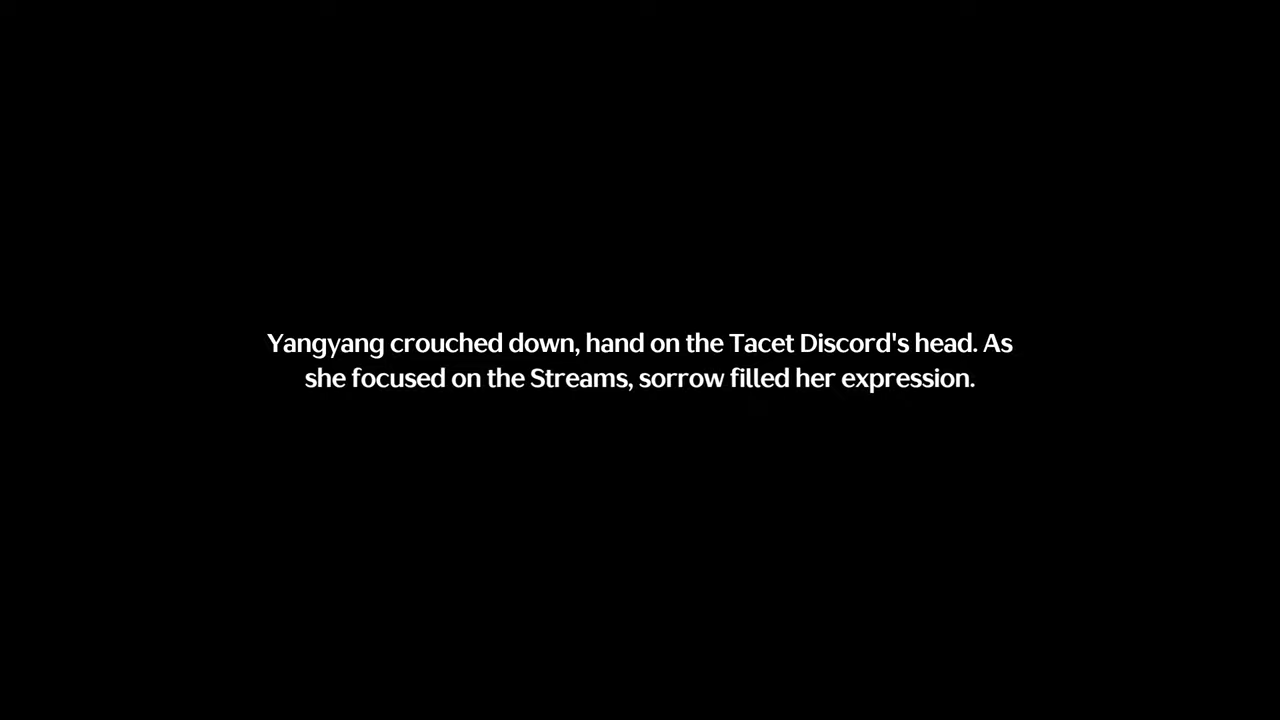 Yangyang crouched down, hand on the Tacet Discord's head. As
she focused on the Streams, sorrow filled her expression.